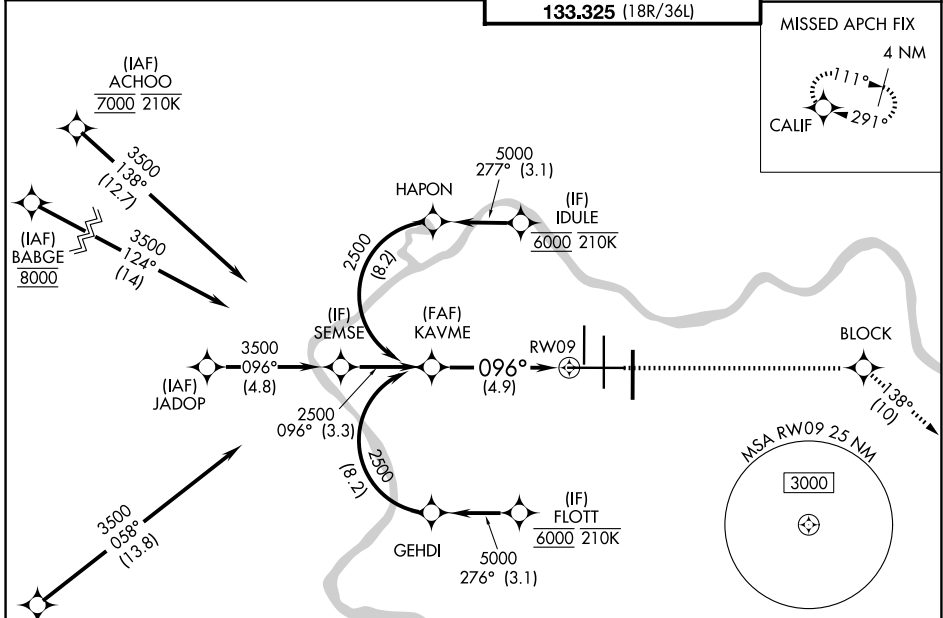 133.325 (18R/36L)
MISSED APCH FIX
4 NM
111°
291°
CALIF
(IAF)
ACHOO
7000 210K
3500
138°
(12.7)
(IAF)
BABGE
8000
3500
124°
(14)
HAPON
5000
277° (3.1)
(IF)
IDULE
6000 210K
2500
(8.2)
(IF)
SEMSE
(FAF)
KAVME
RW09
BLOCK
(IAF)
JADOP
3500
096°
(4.8)
2500
096° (3.3)
096°
(4.9)
138°
(10)
2500
(8.2)
GEHDI
5000
276° (3.1)
(IF)
FLOTT
6000 210K
3500
058°
(13.8)
MSA RW09 25 NM
3000